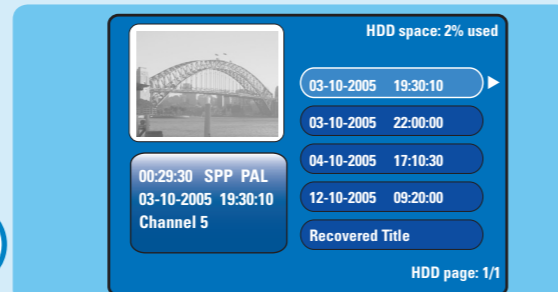 HDD space: 2% used
03-10-2005 19:30:10
03-10-2005 22:00:00
04-10-2005 17:10:30
12-10-2005 09:20:00
Recovered Title
00:29:30 SPP PAL
03-10-2005 19:30:10
Channel 5
HDD page: 1/1